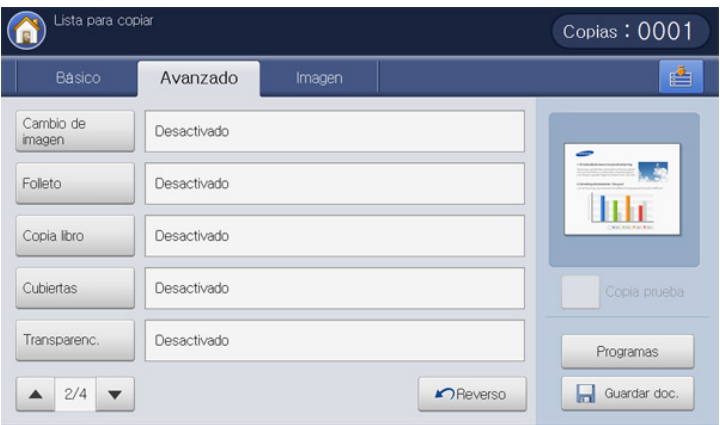 Lista para copiar
Copias : 0001
Básico
Avanzado
Imagen
Cambio de
imagen
Desactivado
Folleto
Desactivado
Copia libro
Desactivado
Cubiertas
Desactivado
Transparenc.
Desactivado
Copia prueba
2/4
Reverso
Programas
Guardar doc.